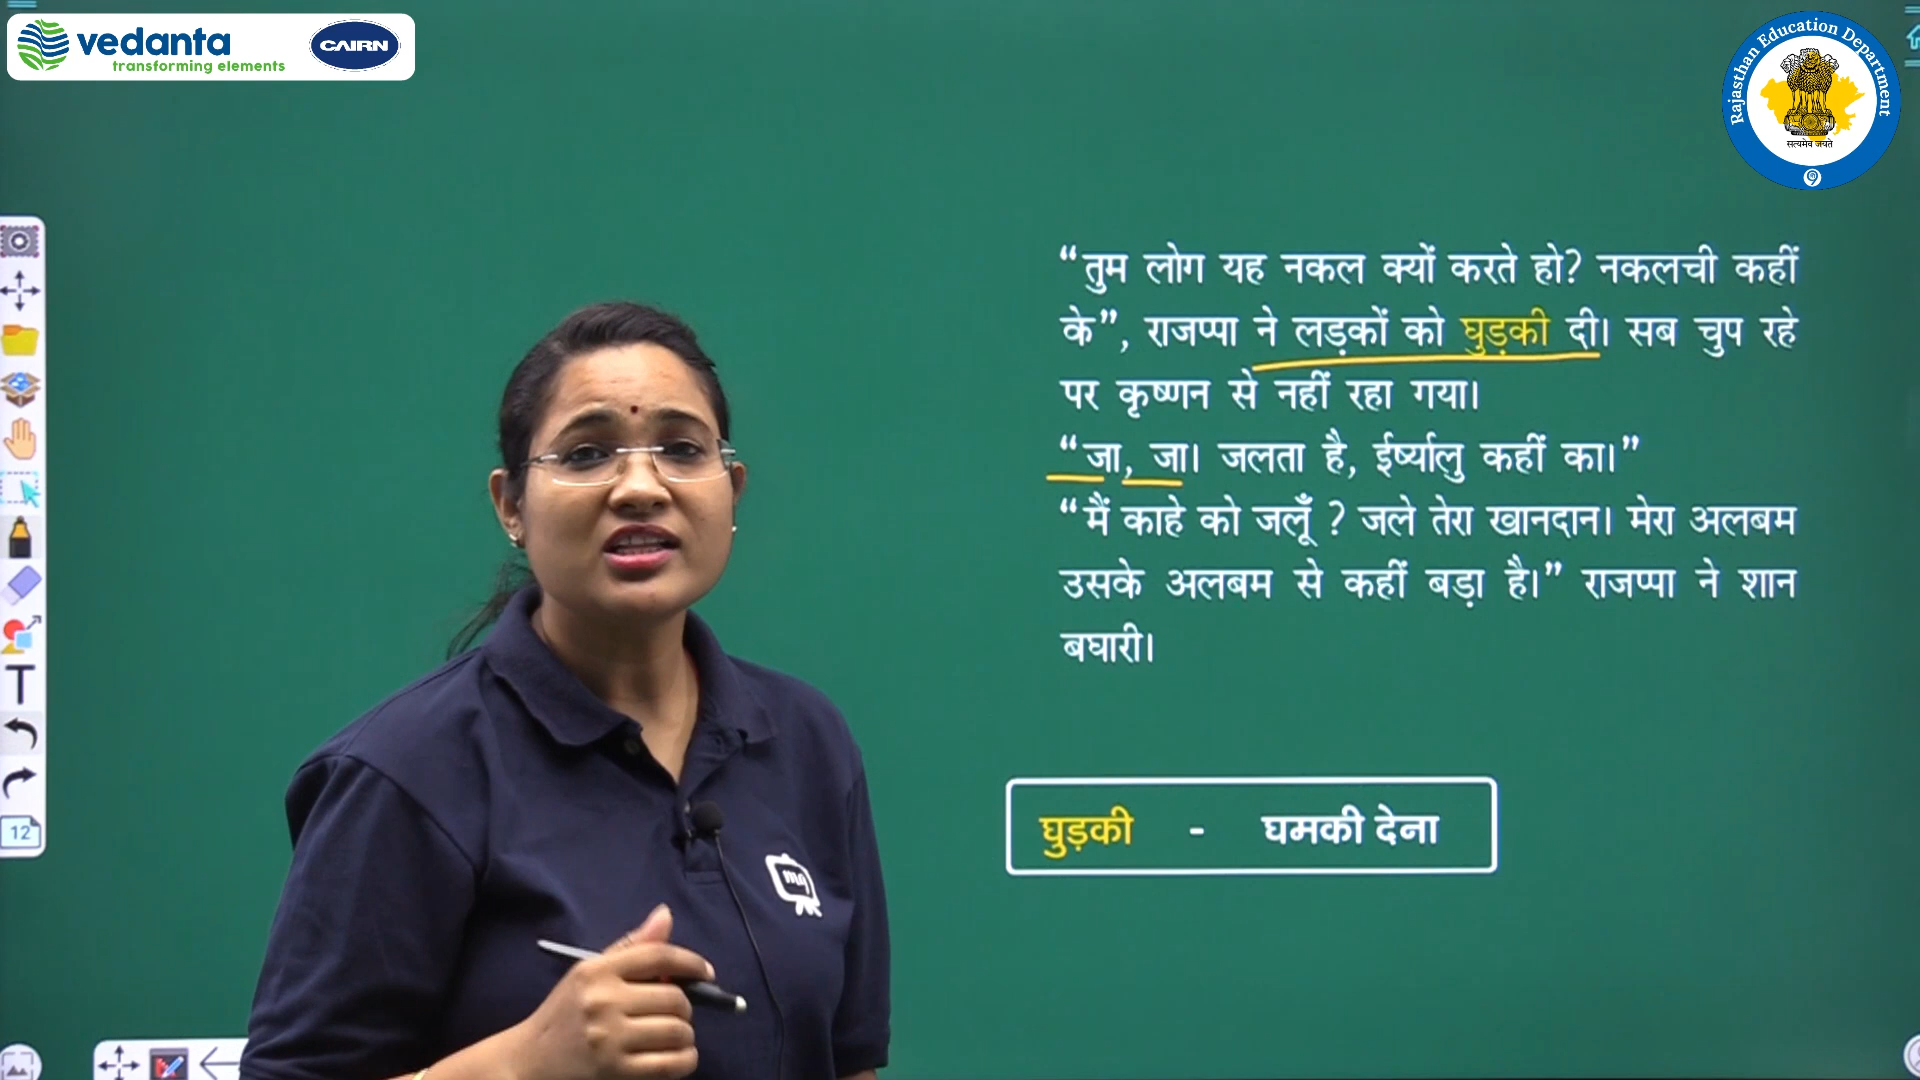 vedanta
transforming elements
CAIRN
Rajasthan Education Department
सत्यमेव जयते
“तुम लोग यह नकल क्यों करते हो? नकलची कहीं
के”, राजप्पा ने लड़कों को घुड़की दी। सब चुप रहे
पर कृष्णन से नहीं रहा गया।
“जा, जा। जलता है, ईर्ष्यालु कहीं का।”
“मैं काहे को जलूँ ? जले तेरा खानदान। मेरा अलबम
उसके अलबम से कहीं बड़ा है।” राजप्पा ने शान
बघारी।
घुड़की - घमकी देना
T
12